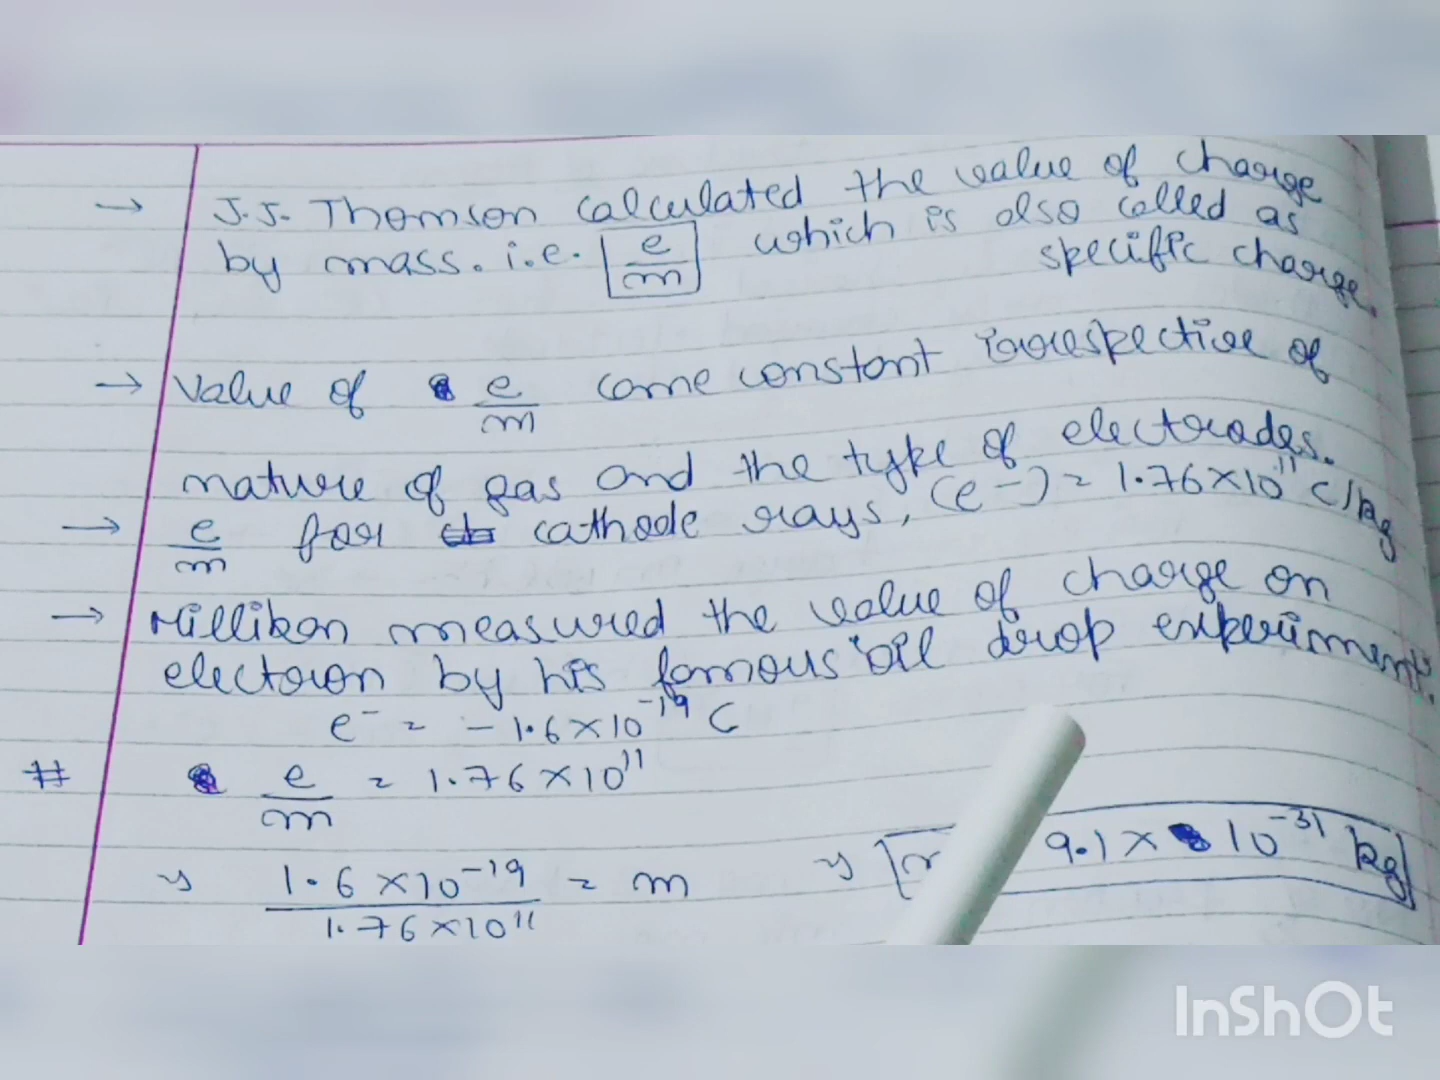 → J.J. Thomson calculated the value of charge
by mass. i.e. e/m which is also called as
specific charge.
→ Value of e/m come constant irrespective of
nature of gas and the type of electrodes.
→ e/m for cathode rays, (e⁻) = 1.76×10¹¹ C/kg
→ Millikan measured the value of charge on
electron by his famous oil drop experiment.
e⁻ = -1.6×10⁻¹⁹ C
# e/m = 1.76×10¹¹
⇒ 1.6×10⁻¹⁹/1.76×10¹¹ = m ⇒ 9.1× 10⁻³¹ kg
InShOt